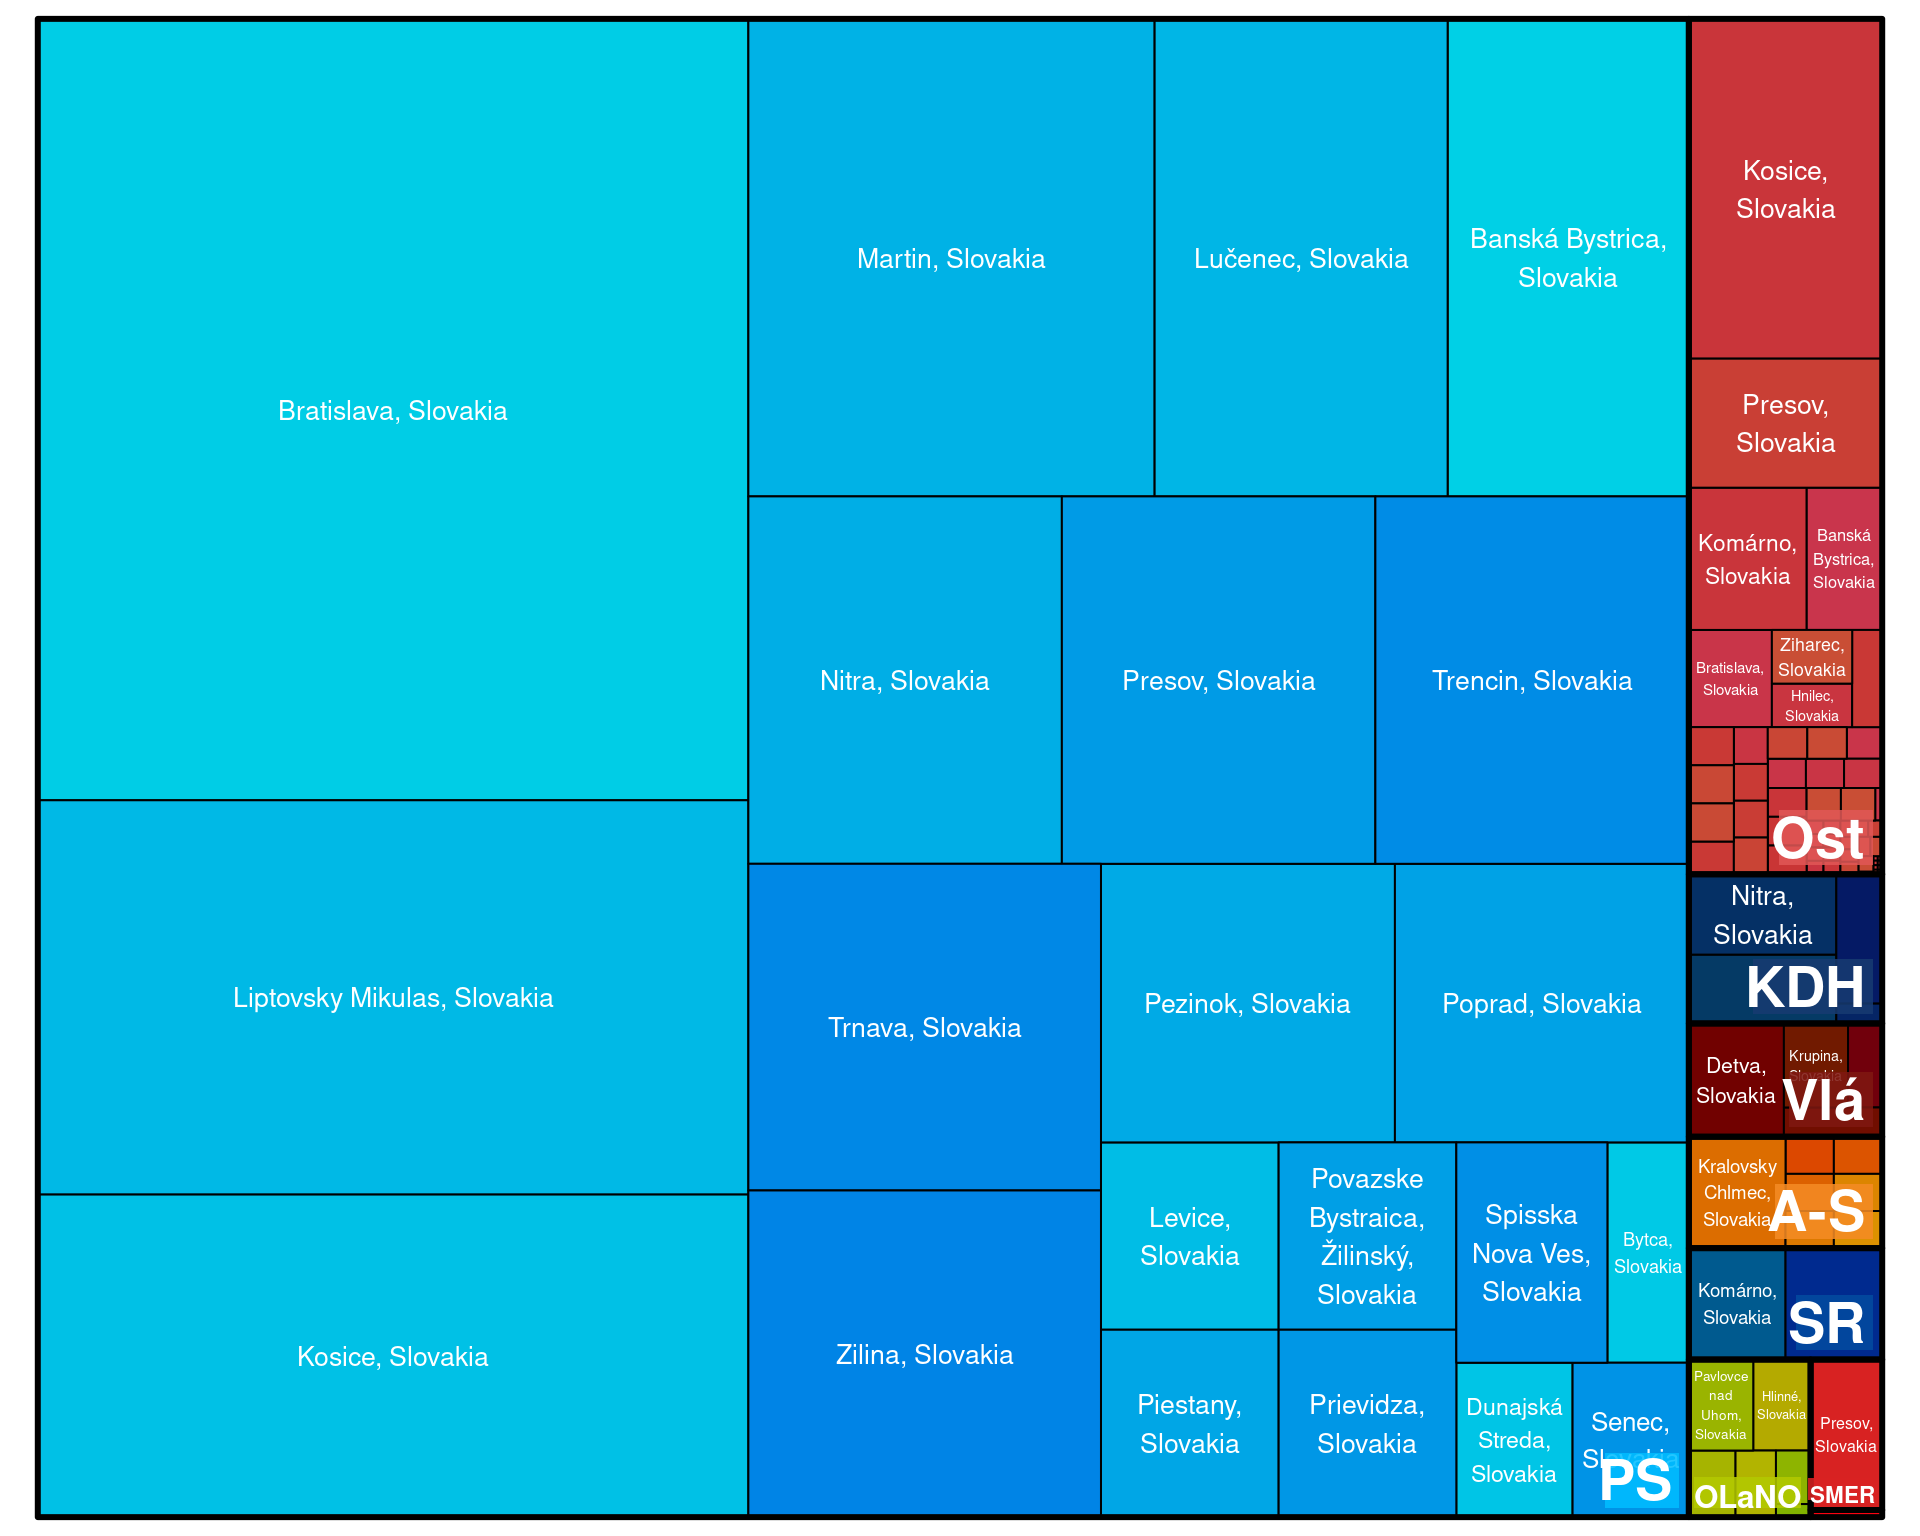 Bratislava, Slovakia
Liptovsky Mikulas, Slovakia
Kosice, Slovakia
Martin, Slovakia
Lučenec, Slovakia
Banská Bystrica,
Slovakia
Nitra, Slovakia
Presov, Slovakia
Trencin, Slovakia
Trnava, Slovakia
Zilina, Slovakia
Pezinok, Slovakia
Poprad, Slovakia
Levice,
Slovakia
Povazske
Bystraica,
Žilinský,
Slovakia
Spisska
Nova Ves,
Slovakia
Bytca,
Slovakia
Piestany,
Slovakia
Prievidza,
Slovakia
Dunajská
Streda,
Slovakia
Senec,
Slovakia
PS
Kosice,
Slovakia
Presov,
Slovakia
Komárno,
Slovakia
Banská
Bystrica,
Slovakia
Bratislava,
Slovakia
Ziharec,
Slovakia
Hnilec,
Slovakia
Ost
Nitra,
Slovakia
KDH
Detva,
Slovakia
Krupina,
Slovakia
Vlá
Kralovsky
Chlmec,
Slovakia
A-S
Komárno,
Slovakia
SR
Pavlovce
nad
Uhom,
Slovakia
Hlinné,
Slovakia
OLaNO
Presov,
Slovakia
SMER